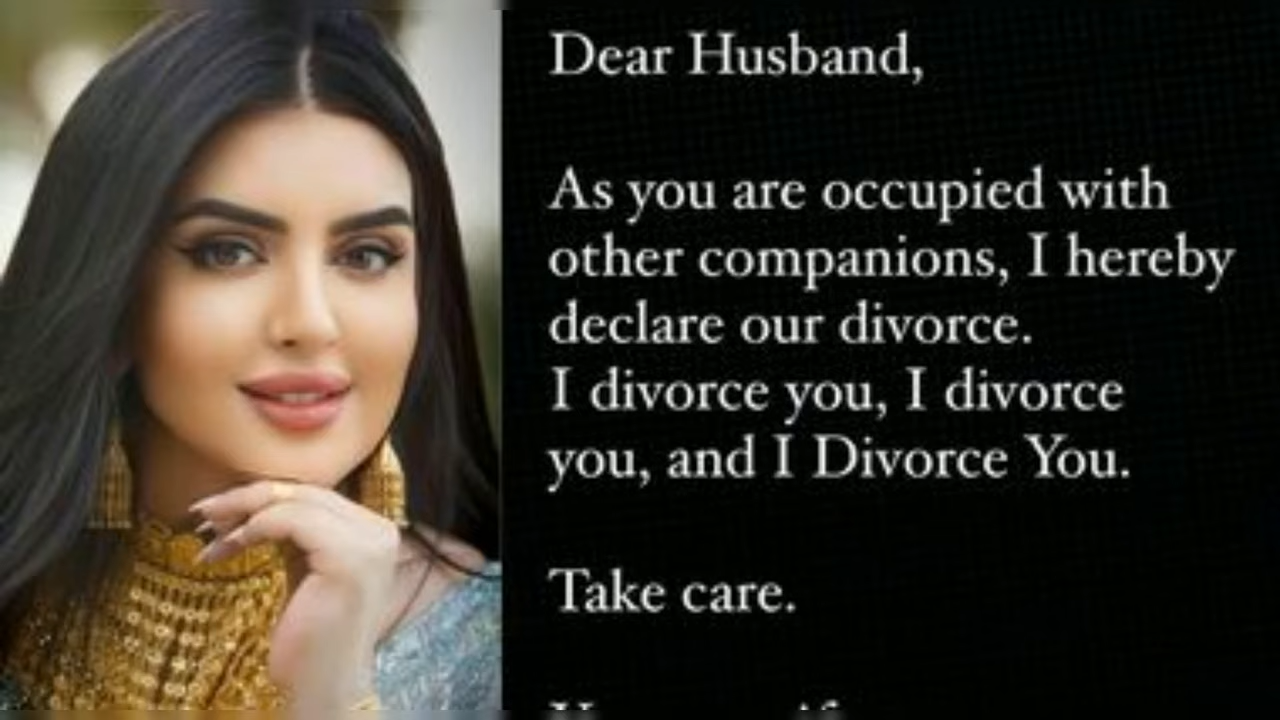 Dear Husband,
As you are occupied with
other companions, I hereby
declare our divorce.
I divorce you, I divorce
you, and I Divorce You.
Take care.